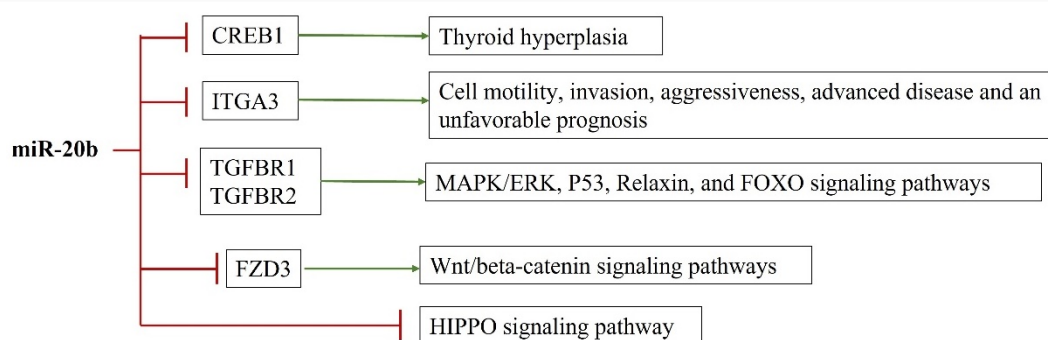 CREB1
Thyroid hyperplasia
ITGA3
Cell motility, invasion, aggressiveness, advanced disease and an
unfavorable prognosis
miR-20b
TGFBR1
TGFBR2
MAPK/ERK, P53, Relaxin, and FOXO signaling pathways
FZD3
Wnt/beta-catenin signaling pathways
HIPPO signaling pathway